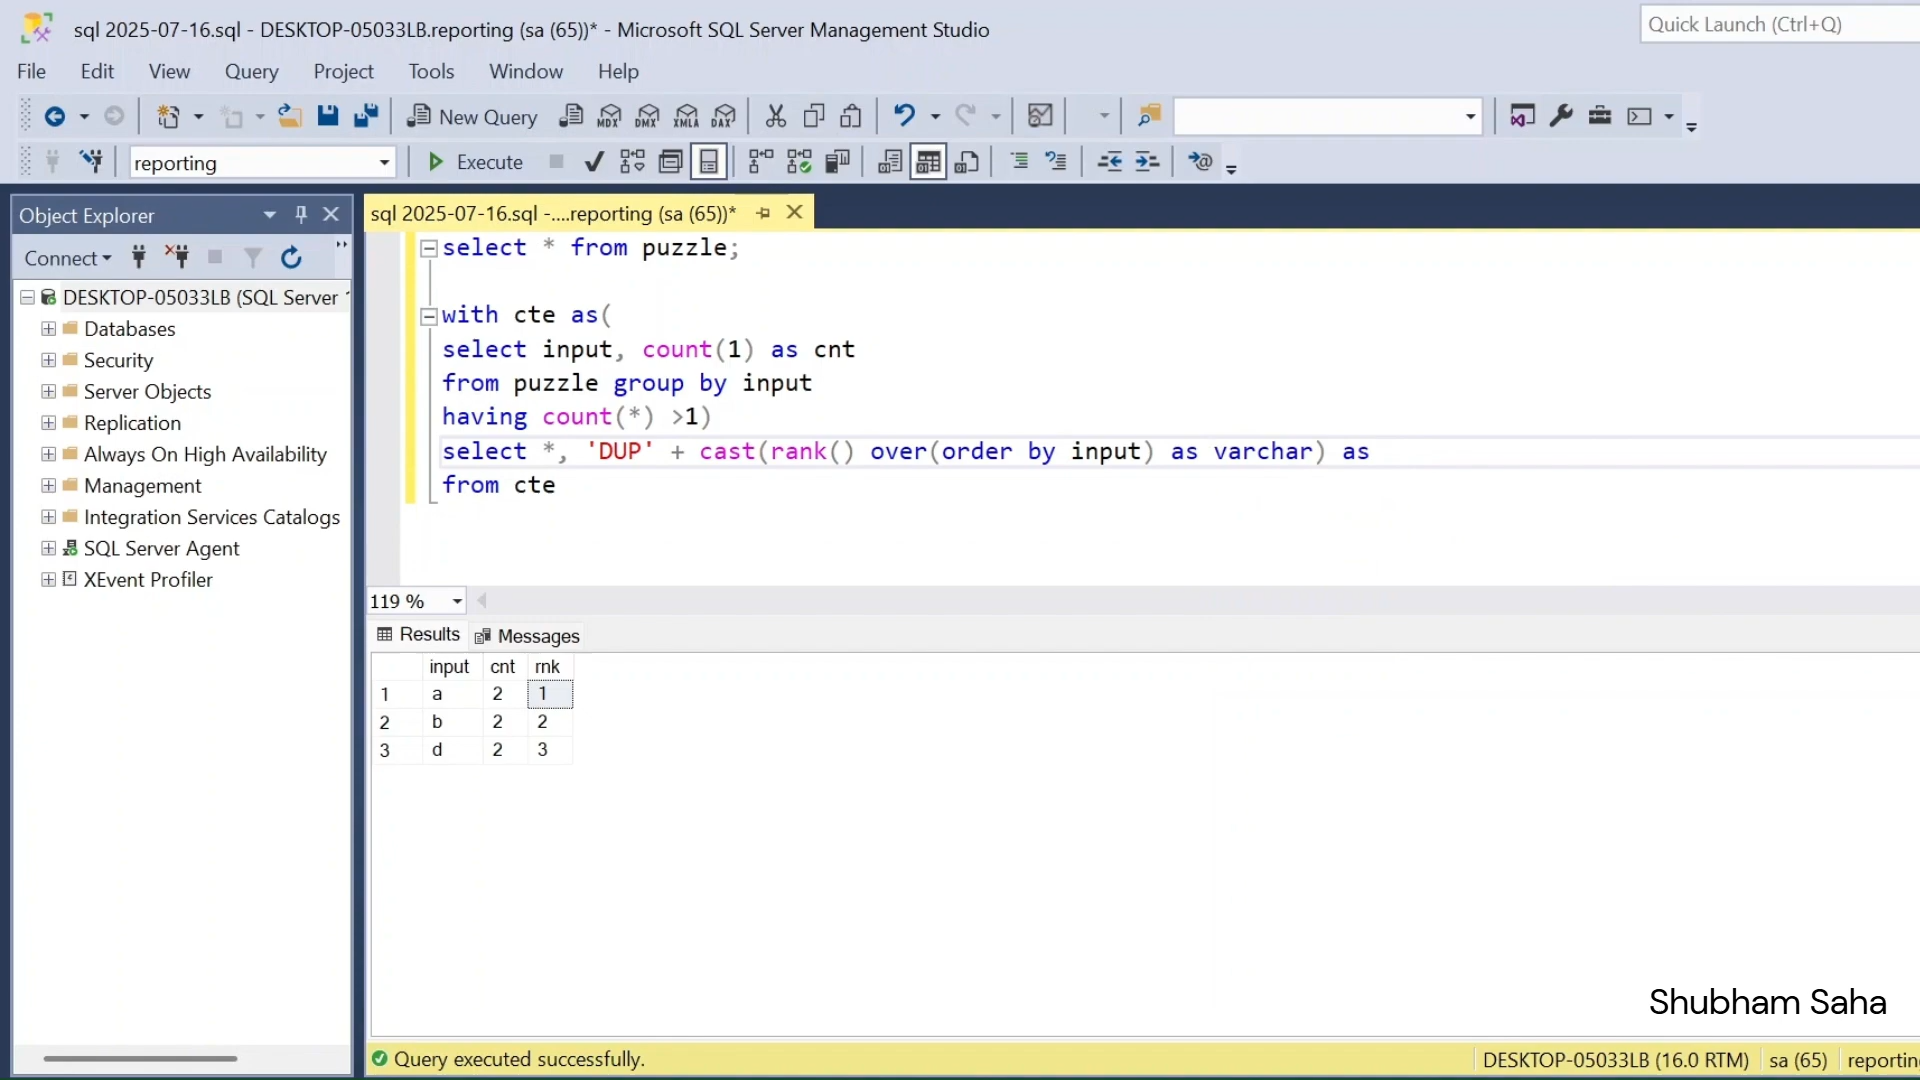 sql 2025-07-16.sql - DESKTOP-05033LB.reporting (sa (65))* - Microsoft SQL Server Management Studio
Quick Launch (Ctrl+Q)
File Edit View Query Project Tools Window Help
New Query MDX DMX XMLA DAX
reporting Execute
Object Explorer
sql 2025-07-16.sql -....reporting (sa (65))*
Connect
DESKTOP-05033LB (SQL Server
Databases
Security
Server Objects
Replication
Always On High Availability
Management
Integration Services Catalogs
SQL Server Agent
XEvent Profiler
select * from puzzle;
with cte as(
select input, count(1) as cnt
from puzzle group by input
having count(*) >1)
select *, 'DUP' + cast(rank() over(order by input) as varchar) as
from cte
119 %
Results Messages
input cnt rnk
1 a 2 1
2 b 2 2
3 d 2 3
Shubham Saha
Query executed successfully.
DESKTOP-05033LB (16.0 RTM) sa (65) reportin